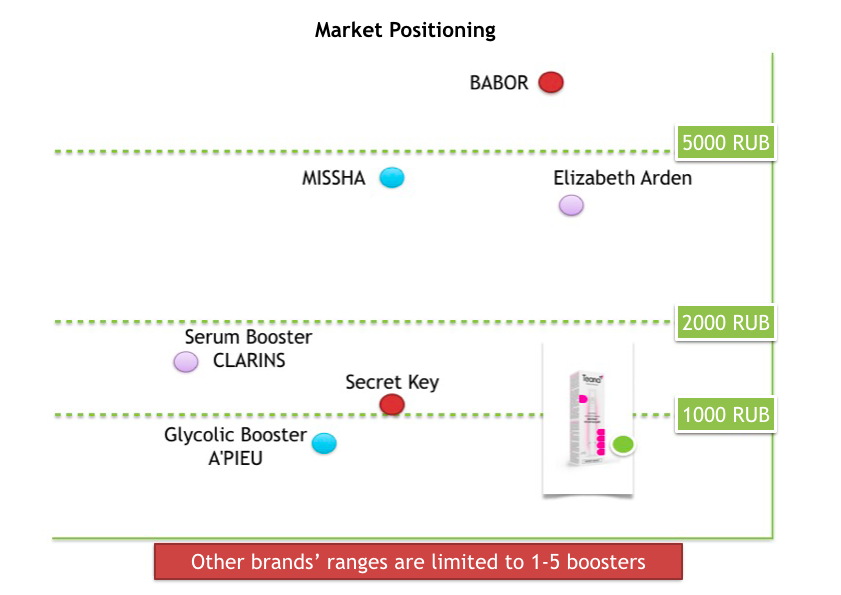 Market Positioning
BABOR
5000 RUB
MISSHA
Elizabeth Arden
2000 RUB
Serum Booster
CLARINS
Secret Key
1000 RUB
Glycolic Booster
A'PIEU
Teana
Other brands’ ranges are limited to 1-5 boosters